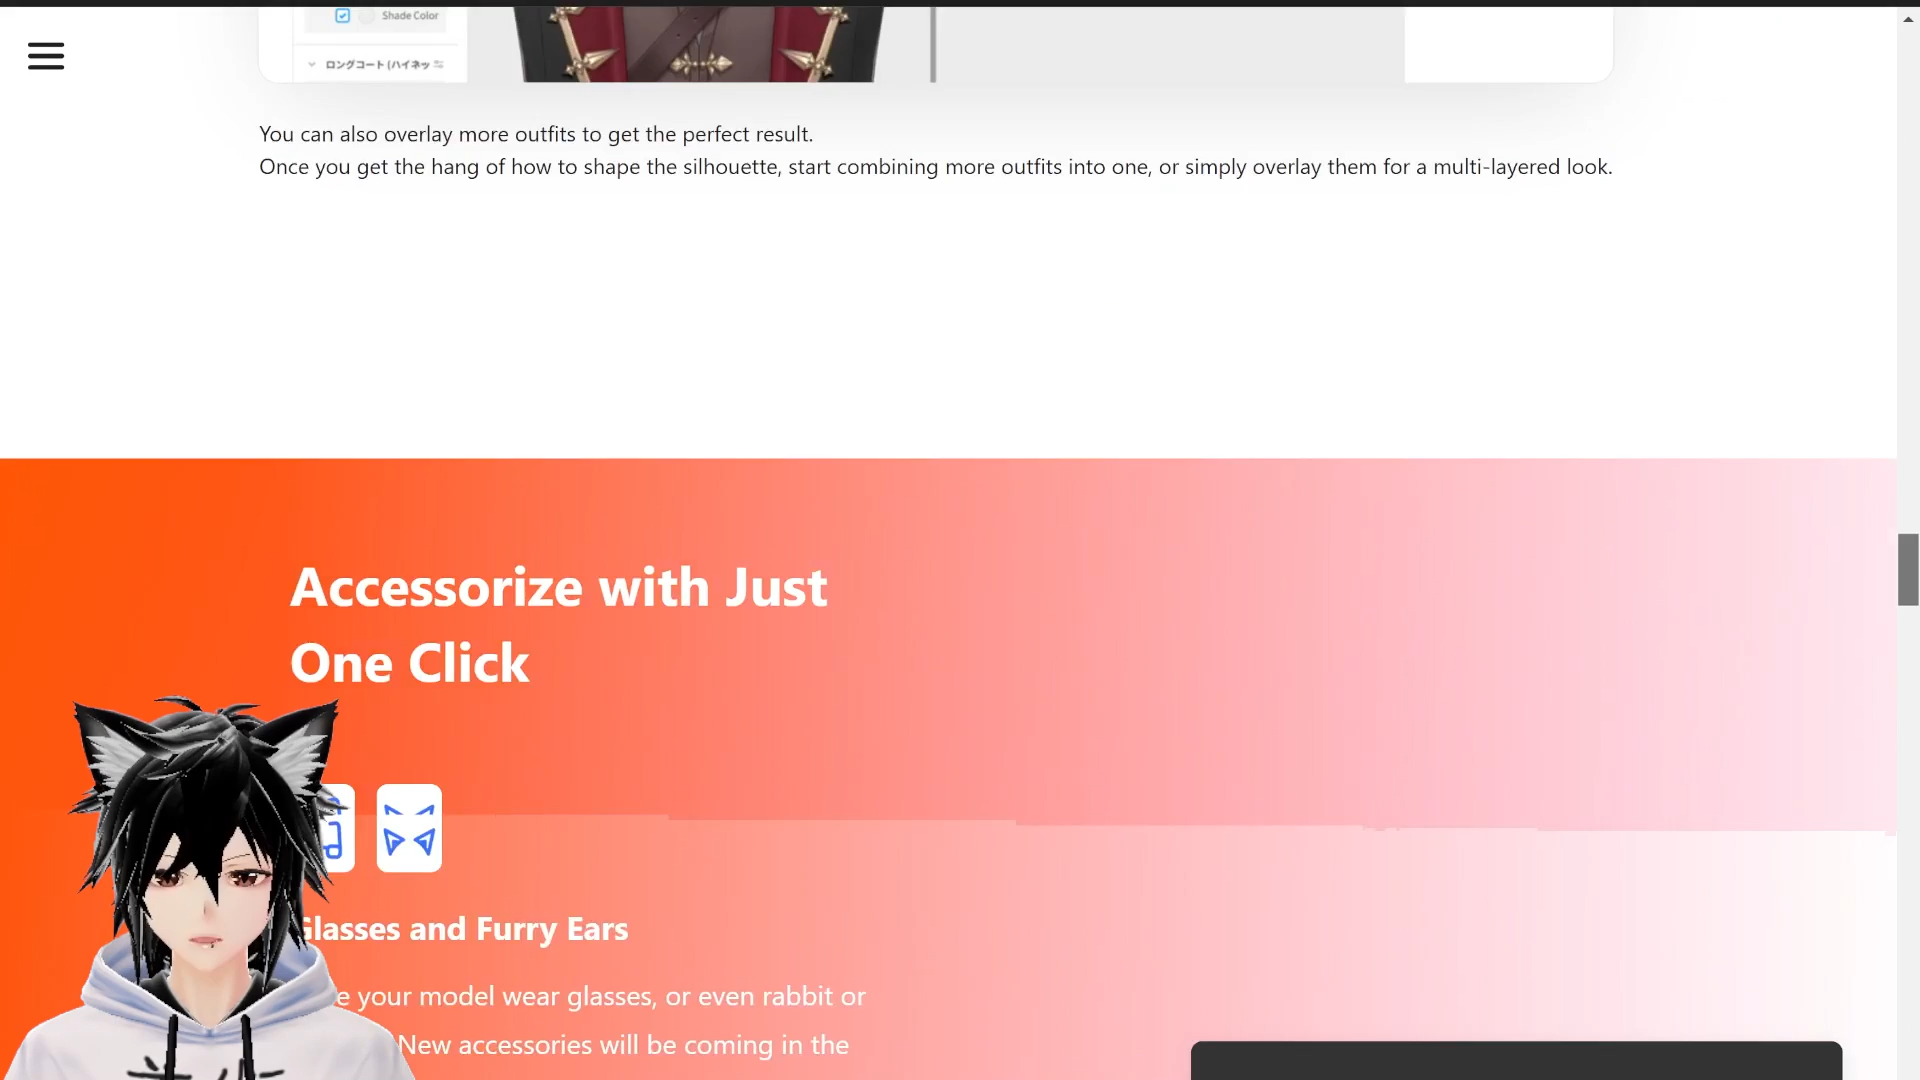 Shade Color
ロングコート (ハイネッ
You can also overlay more outfits to get the perfect result.
Once you get the hang of how to shape the silhouette, start combining more outfits into one, or simply overlay them for a multi-layered look.
Accessorize with Just
One Click
Glasses and Furry Ears
your model wear glasses, or even rabbit or
New accessories will be coming in the